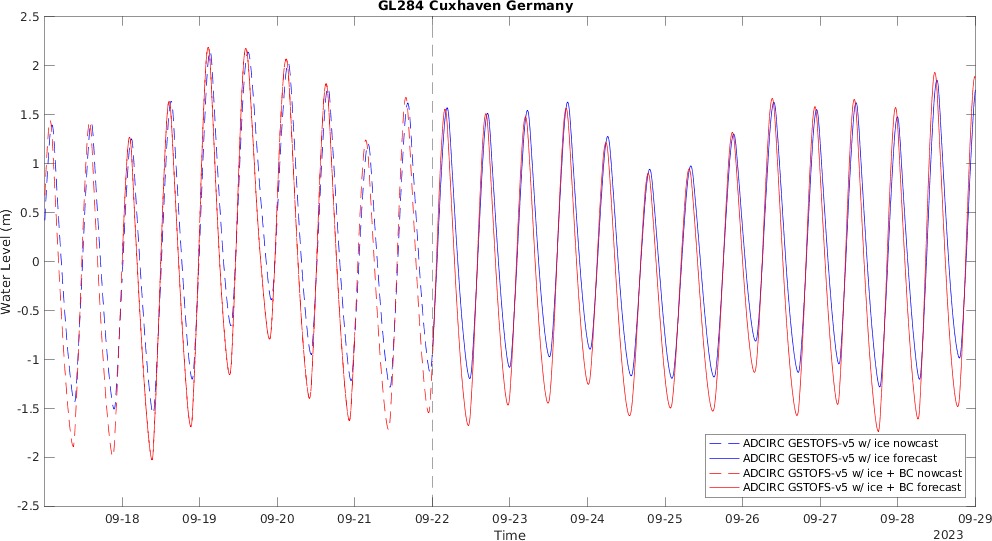 GL284 Cuxhaven Germany
2.5
2
1.5
1
0.5
0
-0.5
-1
-1.5
-2
-2.5
Water Level (m)
ADCIRC GESTOFS-v5 w/ ice nowcast
ADCIRC GESTOFS-v5 w/ ice forecast
ADCIRC GSTOFS-v5 w/ ice + BC nowcast
ADCIRC GSTOFS-v5 w/ ice + BC forecast
09-18 09-19 09-20 09-21 09-22 09-23 09-24 09-25 09-26 09-27 09-28 09-29
Time
2023